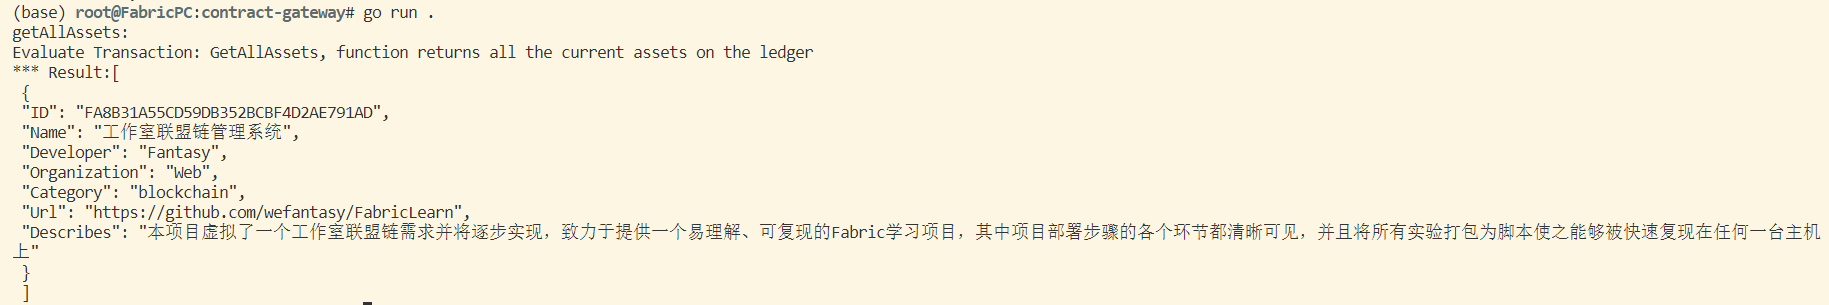 (base) root@FabricPC:contract-gateway# go run .
getAllAssets:
Evaluate Transaction: GetAllAssets, function returns all the current assets on the ledger
*** Result:[
{
"ID": "FA8B31A55CD59DB352BCBF4D2AE791AD",
"Name": "工作室联盟链管理系统",
"Developer": "Fantasy",
"Organization": "Web",
"Category": "blockchain",
"Url": "https://github.com/wefantasy/FabricLearn",
"Describes": "本项目虚拟了一个工作室联盟链需求并将逐步实现，致力于提供一个易理解、可复现的Fabric学习项目，其中项目部署步骤的各个环节都清晰可见，并且将所有实验打包为脚本使之能够被快速复现在任何一台主机
上"
}
]